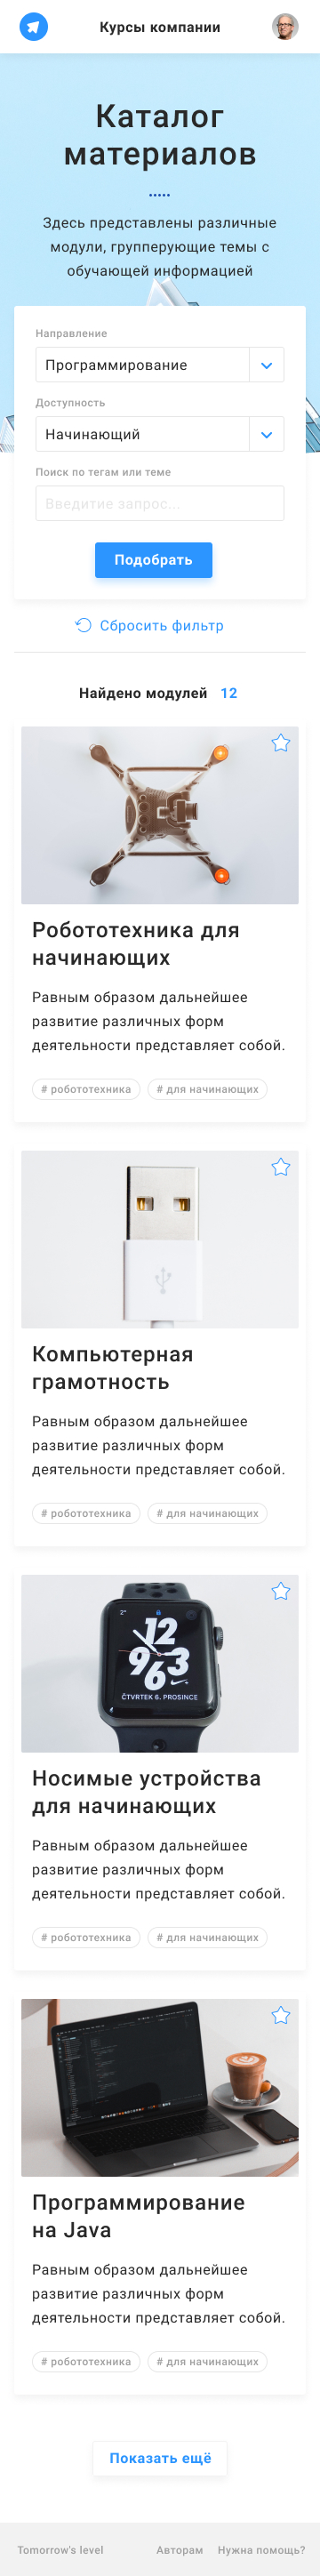 Курсы компании
Каталог
материалов
Здесь представлены различные
модули, групперующие темы с
обучающей информацией
Направление
Программирование
Доступность
Начинающий
Поиск по тегам или теме
Введитие запрос...
Подобрать
Сбросить фильтр
Найдено модулей 12
Робототехника для
начинающих
Равным образом дальнейшее
развитие различных форм
деятельности представляет собой.
# робототехника # для начинающих
Компьютерная
грамотность
Равным образом дальнейшее
развитие различных форм
деятельности представляет собой.
# робототехника # для начинающих
2°
12
9 3
6
ČTVRTEK 6. PROSINCE
Носимые устройства
для начинающих
Равным образом дальнейшее
развитие различных форм
деятельности представляет собой.
# робототехника # для начинающих
Программирование
на Java
Равным образом дальнейшее
развитие различных форм
деятельности представляет собой.
# робототехника # для начинающих
Показать ещё
Tomorrow's level Авторам Нужна помощь?